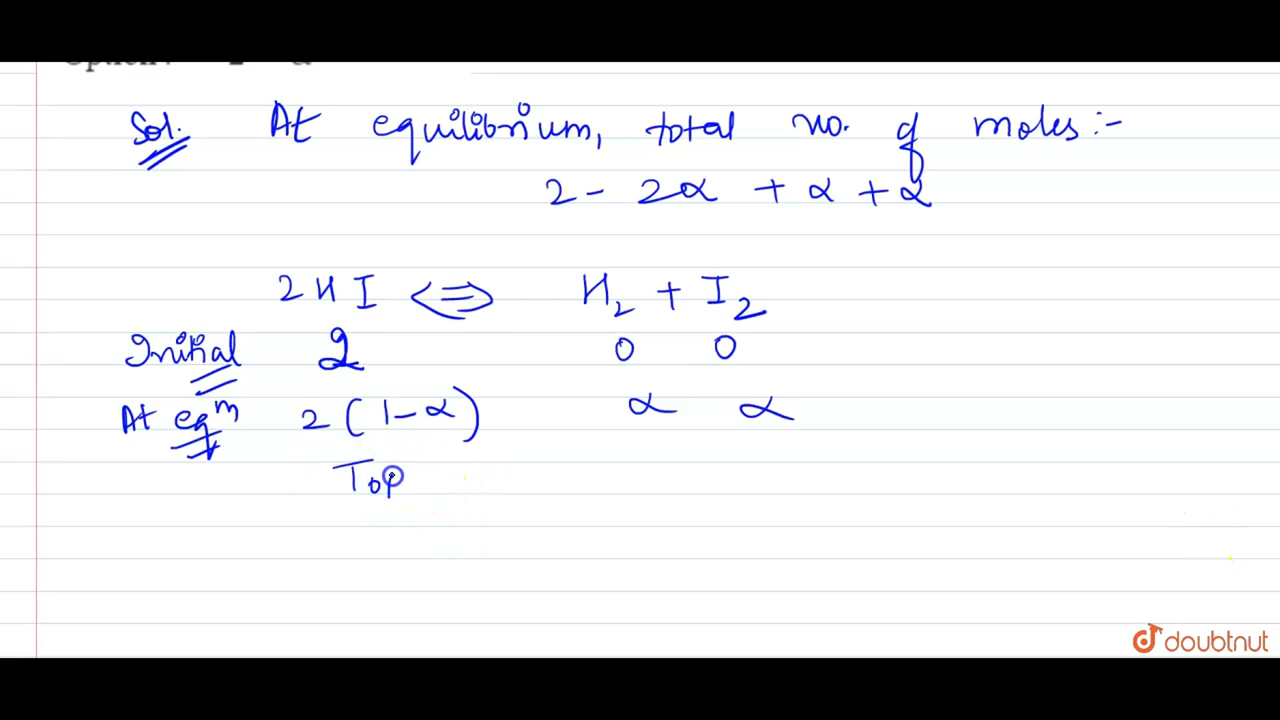 Sol. At equilibrium, total no. of moles :-
2 - 2α + α + α
2HI ⇔ H₂ + I₂
Initial 2 0 0
At eqᵐ 2(1-α) α α
Top
doubtnut